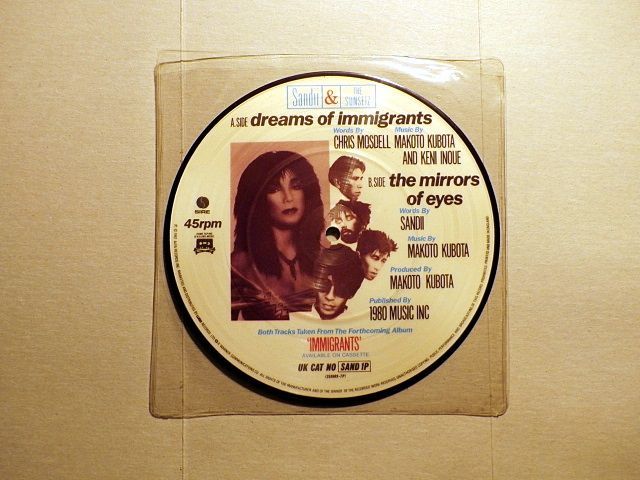 Sandii & THE SUNSETZ
A.SIDE dreams of immigrants
Words By Music By
CHRIS MOSDELL MAKOTO KUBOTA
AND KENI INOUE
B.SIDE the mirrors
of eyes
Words By
SANDII
Music By
MAKOTO KUBOTA
Produced By
MAKOTO KUBOTA
Published By
1980 MUSIC INC
SIRE
45rpm
Both Tracks Taken From The Forthcoming Album
'IMMIGRANTS'
AVAILABLE ON CASSETTE
UK CAT NO SAND 1P